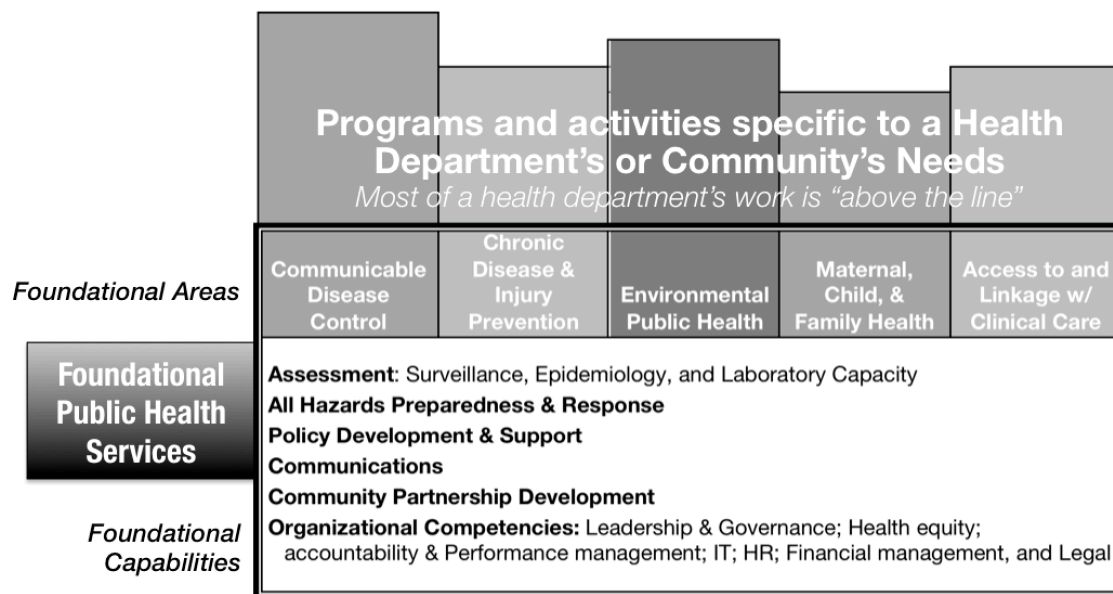 Programs and activities specific to a Health
Department's or Community's Needs
Most of a health department's work is "above the line"
Foundational Areas
Communicable
Disease
Control
Chronic
Disease &
Injury
Prevention
Environmental
Public Health
Maternal,
Child, &
Family Health
Access to and
Linkage w/
Clinical Care
Foundational
Public Health
Services
Foundational
Capabilities
Assessment: Surveillance, Epidemiology, and Laboratory Capacity
All Hazards Preparedness & Response
Policy Development & Support
Communications
Community Partnership Development
Organizational Competencies: Leadership & Governance; Health equity;
accountability & Performance management; IT; HR; Financial management, and Legal